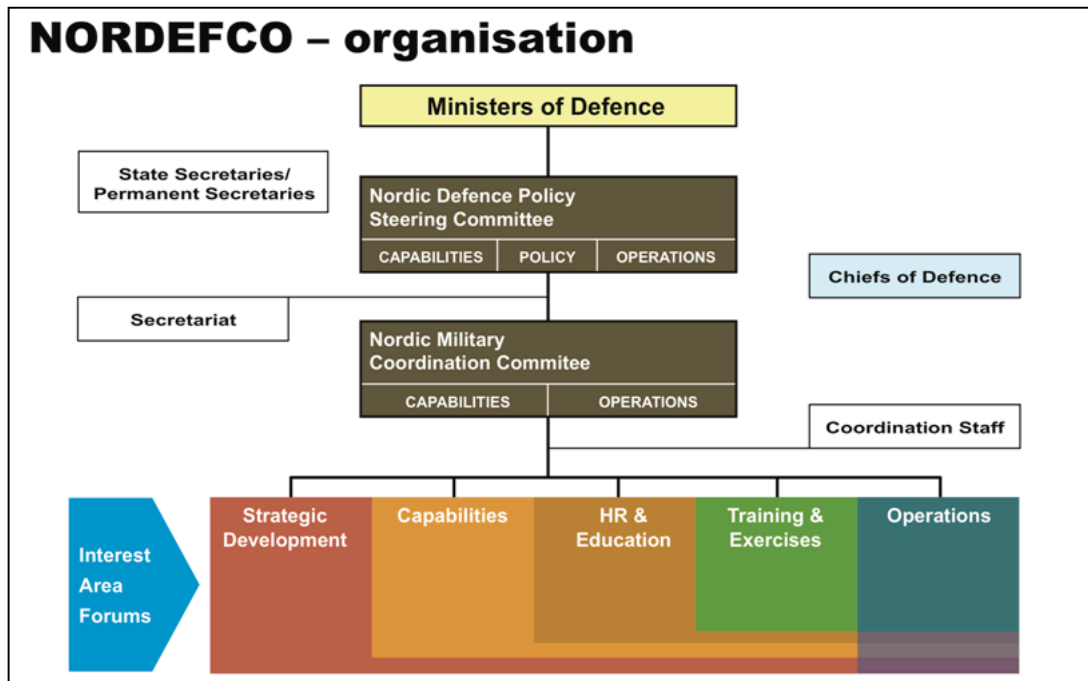 NORDEFCO – organisation
Ministers of Defence
State Secretaries/
Permanent Secretaries
Nordic Defence Policy
Steering Committee
CAPABILITIES POLICY OPERATIONS
Chiefs of Defence
Secretariat
Nordic Military
Coordination Commitee
CAPABILITIES OPERATIONS
Coordination Staff
Interest
Area
Forums
Strategic
Development
Capabilities
HR &
Education
Training &
Exercises
Operations